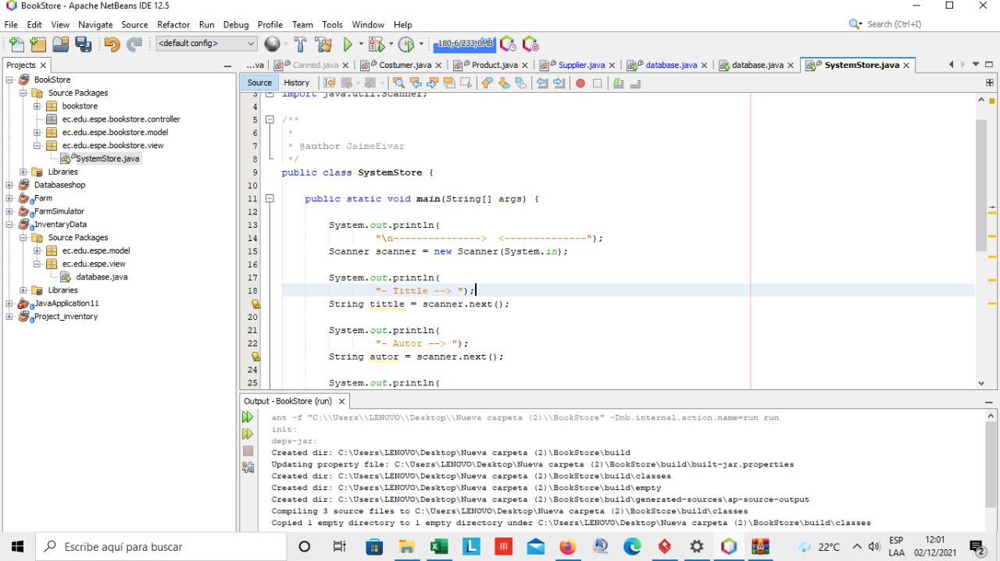 BookStore - Apache NetBeans IDE 12.5
File Edit View Navigate Source Refactor Run Debug Profile Team Tools Window Help
Search (Ctrl+I)
<default config>
180,6/233,0MB
Projects
...va Canned.java Costumer.java Product.java Supplier.java database.java database.java SystemStore.java
Source History
BookStore
Source Packages
bookstore
ec.edu.espe.bookstore.controller
ec.edu.espe.bookstore.model
ec.edu.espe.bookstore.view
SystemStore.java
Libraries
Databaseshop
Farm
FarmSimulator
InventaryData
Source Packages
ec.edu.espe.model
ec.edu.espe.view
database.java
Libraries
JavaApplication11
Project_inventory
3 import java.util.Scanner;
4
5 /**
6 *
7 * @author JaimeEivar
8 */
9 public class SystemStore {
10
11 public static void main(String[] args) {
12
13 System.out.println(
14 "\n---------------> <--------------");
15 Scanner scanner = new Scanner(System.in);
16
17 System.out.println(
18 "- Tittle --> ");
String tittle = scanner.next();
20
21 System.out.println(
22 "- Autor --> ");
String autor = scanner.next();
24
25 System.out.println(
Output - BookStore (run)
ant -f "C:\\Users\\LENOVO\\Desktop\\Nueva carpeta (2)\\BookStore" -Dnb.internal.action.name=run run
init:
deps-jar:
Created dir: C:\Users\LENOVO\Desktop\Nueva carpeta (2)\BookStore\build
Updating property file: C:\Users\LENOVO\Desktop\Nueva carpeta (2)\BookStore\build\built-jar.properties
Created dir: C:\Users\LENOVO\Desktop\Nueva carpeta (2)\BookStore\build\classes
Created dir: C:\Users\LENOVO\Desktop\Nueva carpeta (2)\BookStore\build\empty
Created dir: C:\Users\LENOVO\Desktop\Nueva carpeta (2)\BookStore\build\generated-sources\ap-source-output
Compiling 3 source files to C:\Users\LENOVO\Desktop\Nueva carpeta (2)\BookStore\build\classes
Copied 1 empty directory to 1 empty directory under C:\Users\LENOVO\Desktop\Nueva carpeta (2)\BookStore\build\classes
Escribe aquí para buscar
22°C
ESP
LAA
2:01
02/12/2021
2